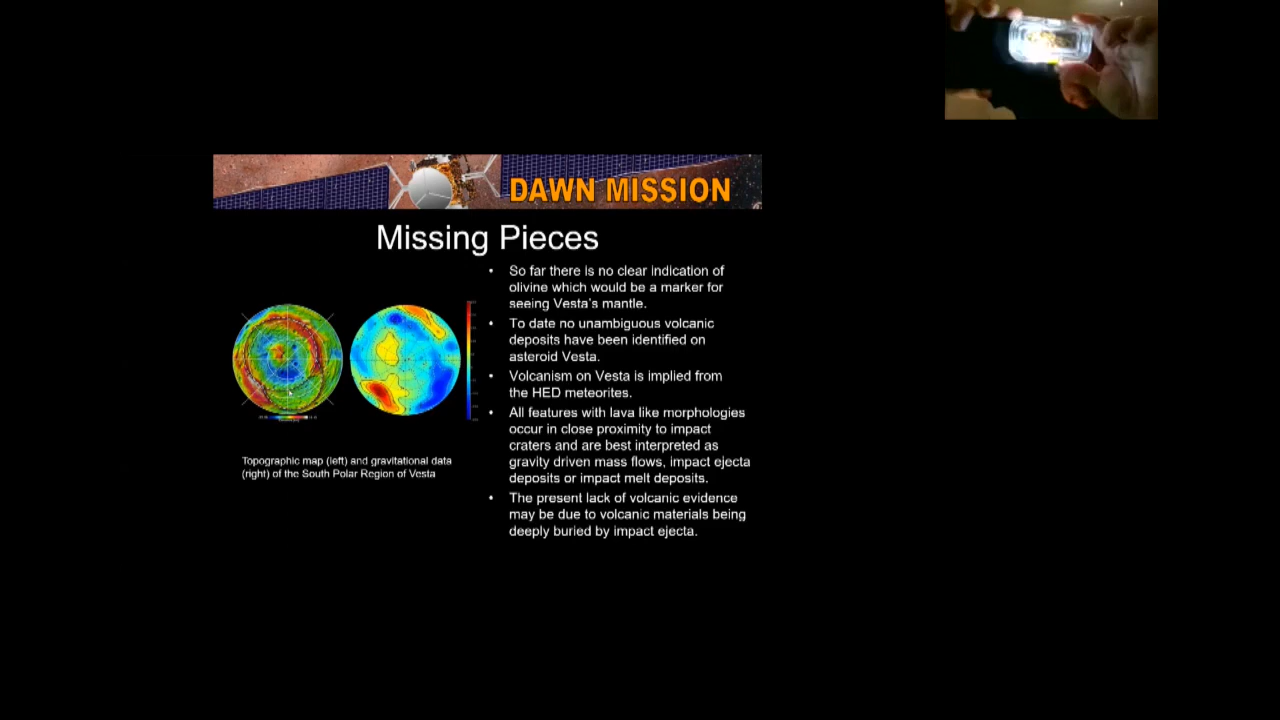 DAWN MISSION
Missing Pieces
• So far there is no clear indication of
olivine which would be a marker for
seeing Vesta's mantle.
• To date no unambiguous volcanic
deposits have been identified on
asteroid Vesta.
• Volcanism on Vesta is implied from
the HED meteorites.
• All features with lava like morphologies
occur in close proximity to impact
craters and are best interpreted as
gravity driven mass flows, impact ejecta
deposits or impact melt deposits.
• The present lack of volcanic evidence
may be due to volcanic materials being
deeply buried by impact ejecta.
Topographic map (left) and gravitational data
(right) of the South Polar Region of Vesta